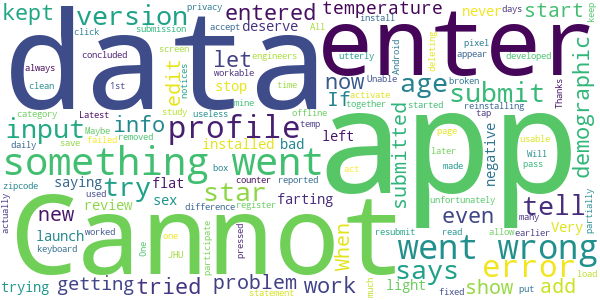 kept version entered temperature never days install
privacy click submission All let deserve accept engineers start keep
always concluded screen edit workable Android deleting pixel appear developed
data enter
clean Latest 1st mine now age utterly Unable broken
category Maybe notices study stop time If submit Thanks
input info profile useless offline activate together reinstalling demographic
daily failed removed installed bad temp left started tap
save box page usable
something went app tell
saying flat counter reported submitted negative Will pass
zipcode used try star made later
actually new review sex difference register farting even act unfortunately many
Cannot went wrong
launch worked One one pressed When says resubmit read earlier partially
keyboard JHU participate error allow Very
trying getting tried problem work light show put add
statement much fixed load